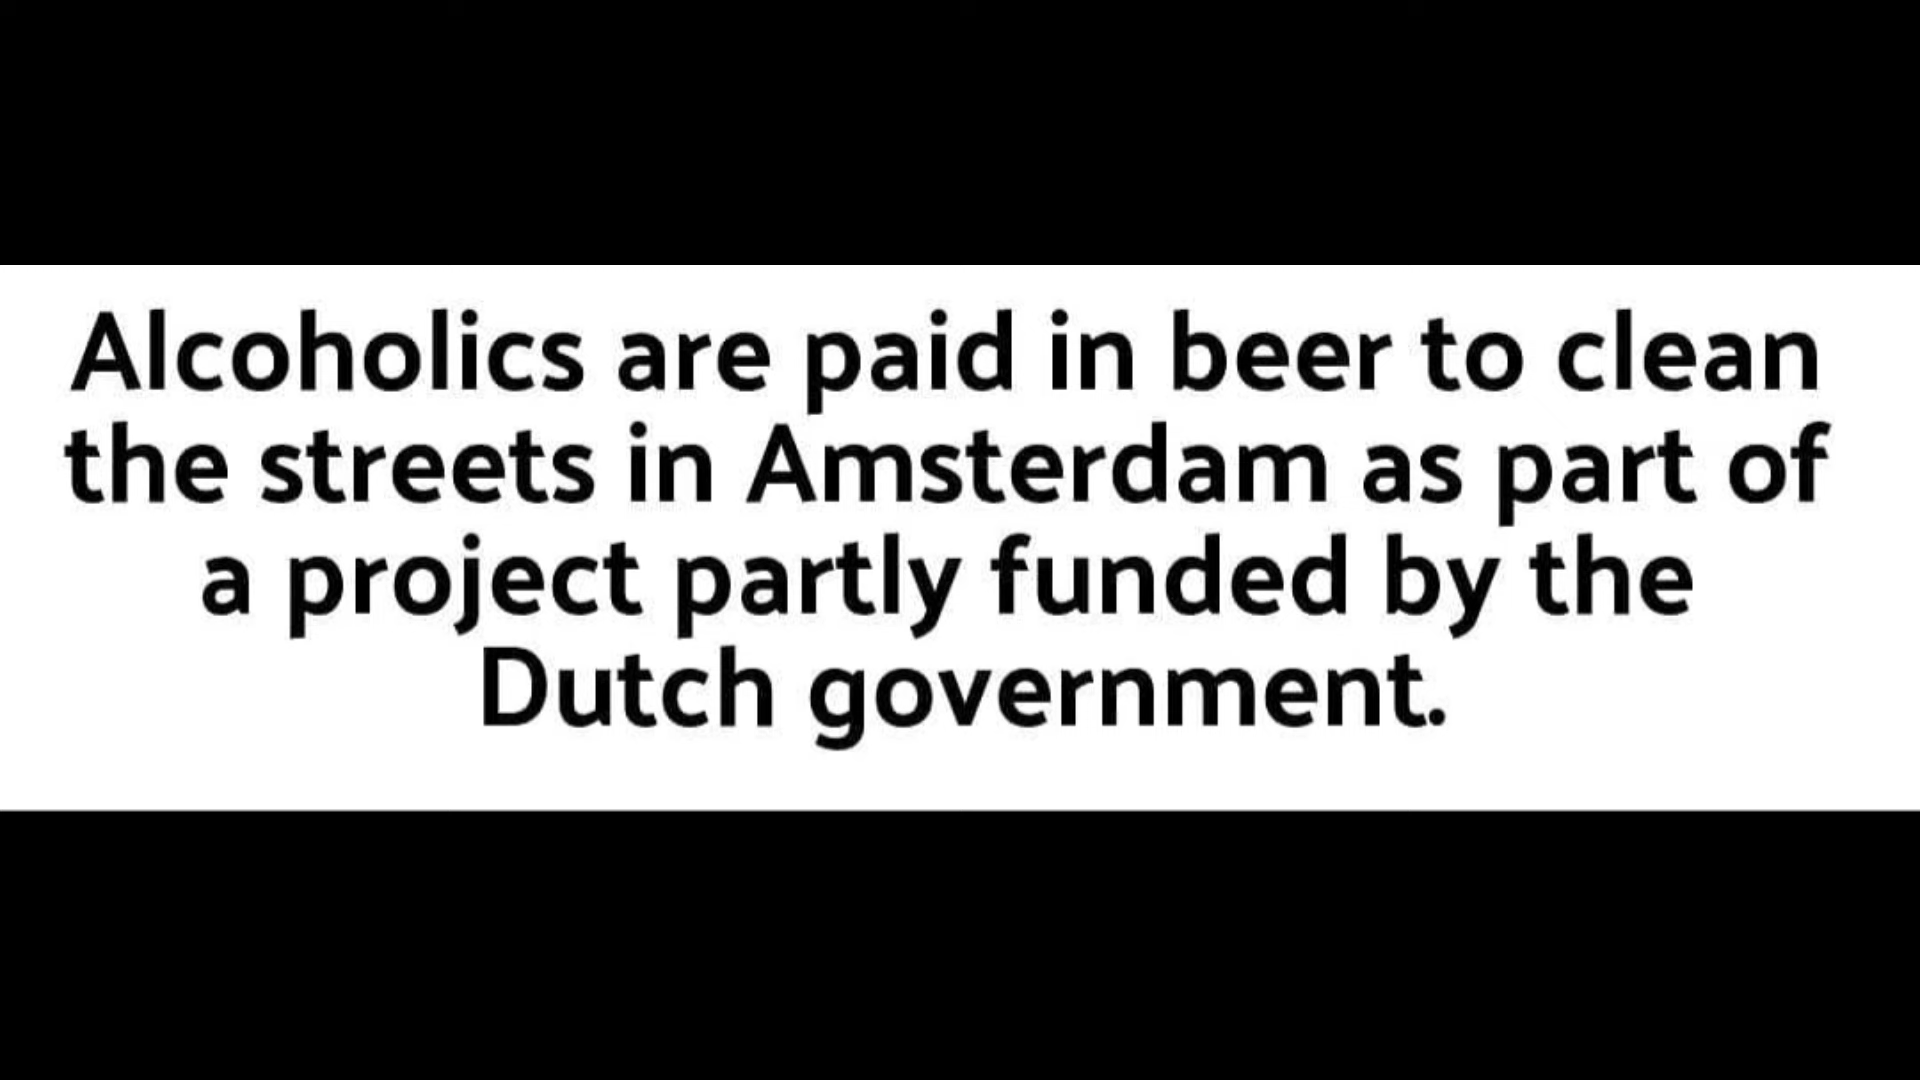 Alcoholics are paid in beer to clean
the streets in Amsterdam as part of
a project partly funded by the
Dutch government.